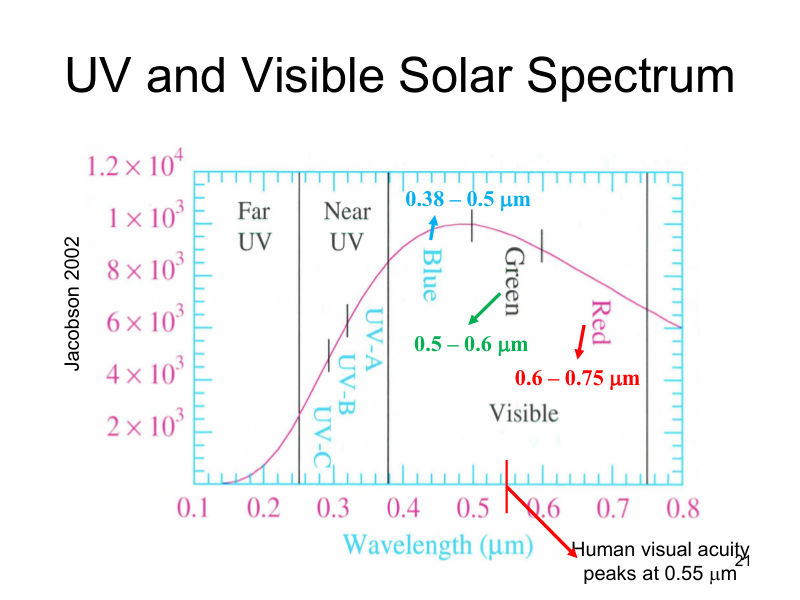 UV and Visible Solar Spectrum
Jacobson 2002
1.2 × 10⁴
1 × 10³
8 × 10³
6 × 10³
4 × 10³
2 × 10³
Far
UV
Near
UV
0.38 – 0.5 μm
Blue
Green
Red
UV-A
UV-B
UV-C
0.5 – 0.6 μm
0.6 – 0.75 μm
Visible
0.1 0.2 0.3 0.4 0.5 0.6 0.7 0.8
Wavelength (μm)
Human visual acuity
peaks at 0.55 μm
21